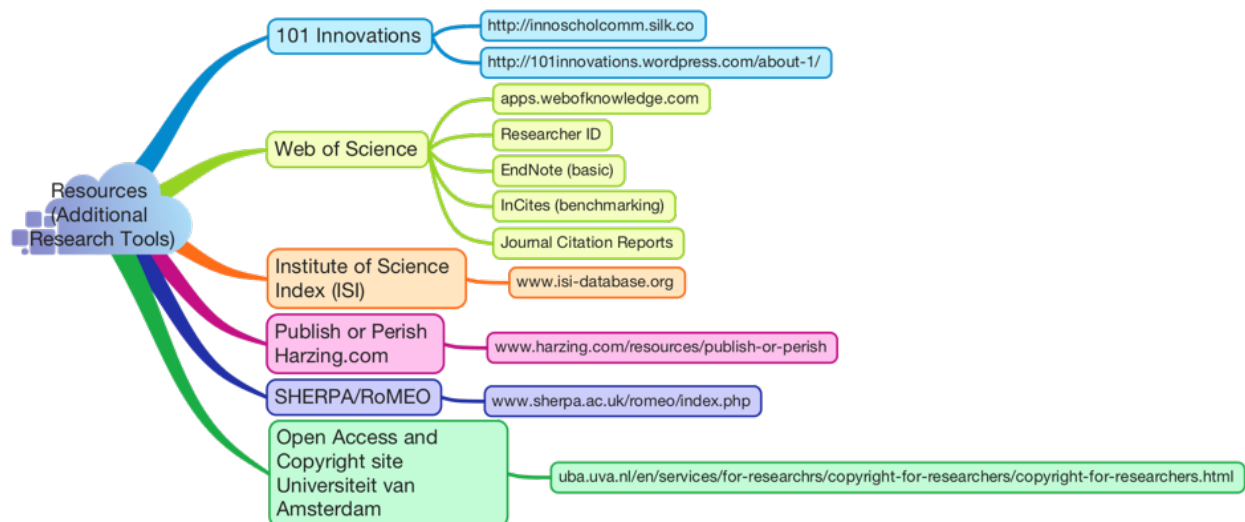 Resources
(Additional
Research Tools)
101 Innovations
http://innoscholcomm.silk.co
http://101innovations.wordpress.com/about-1/
Web of Science
apps.webofknowledge.com
Researcher ID
EndNote (basic)
InCites (benchmarking)
Journal Citation Reports
Institute of Science
Index (ISI)
www.isi-database.org
Publish or Perish
Harzing.com
www.harzing.com/resources/publish-or-perish
SHERPA/RoMEO
www.sherpa.ac.uk/romeo/index.php
Open Access and
Copyright site
Universiteit van
Amsterdam
uba.uva.nl/en/services/for-researchrs/copyright-for-researchers/copyright-for-researchers.html